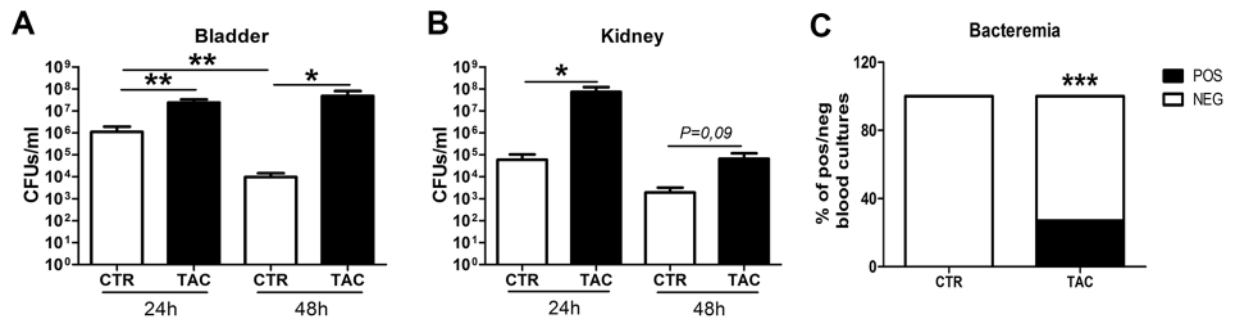 A
Bladder
**
**
*
10⁹
10⁸
10⁷
10⁶
10⁵
10⁴
10³
10²
10¹
10⁰
CFUs/ml
CTR TAC CTR TAC
24h 48h
B
Kidney
*
P=0,09
10⁹
10⁸
10⁷
10⁶
10⁵
10⁴
10³
10²
10¹
10⁰
CFUs/ml
CTR TAC CTR TAC
24h 48h
C
Bacteremia
***
120
80
40
0
% of pos/neg
blood cultures
CTR TAC
POS
NEG